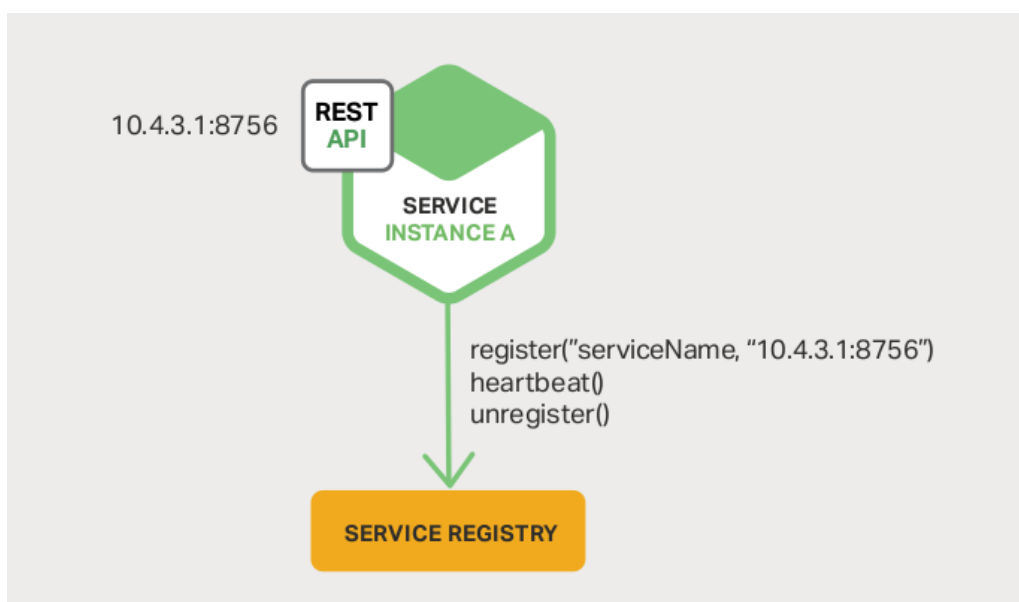 10.4.3.1:8756
REST
API
SERVICE
INSTANCE A
register(”serviceName, “10.4.3.1:8756”)
heartbeat()
unregister()
SERVICE REGISTRY